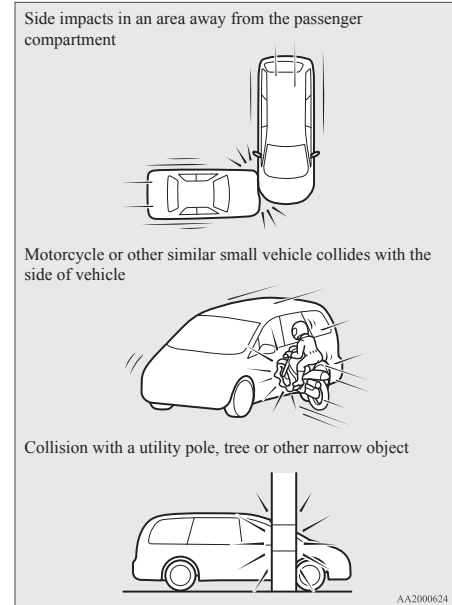 Side impacts in an area away from the passenger
compartment
Motorcycle or other similar small vehicle collides with the
side of vehicle
Collision with a utility pole, tree or other narrow object
AA2000624